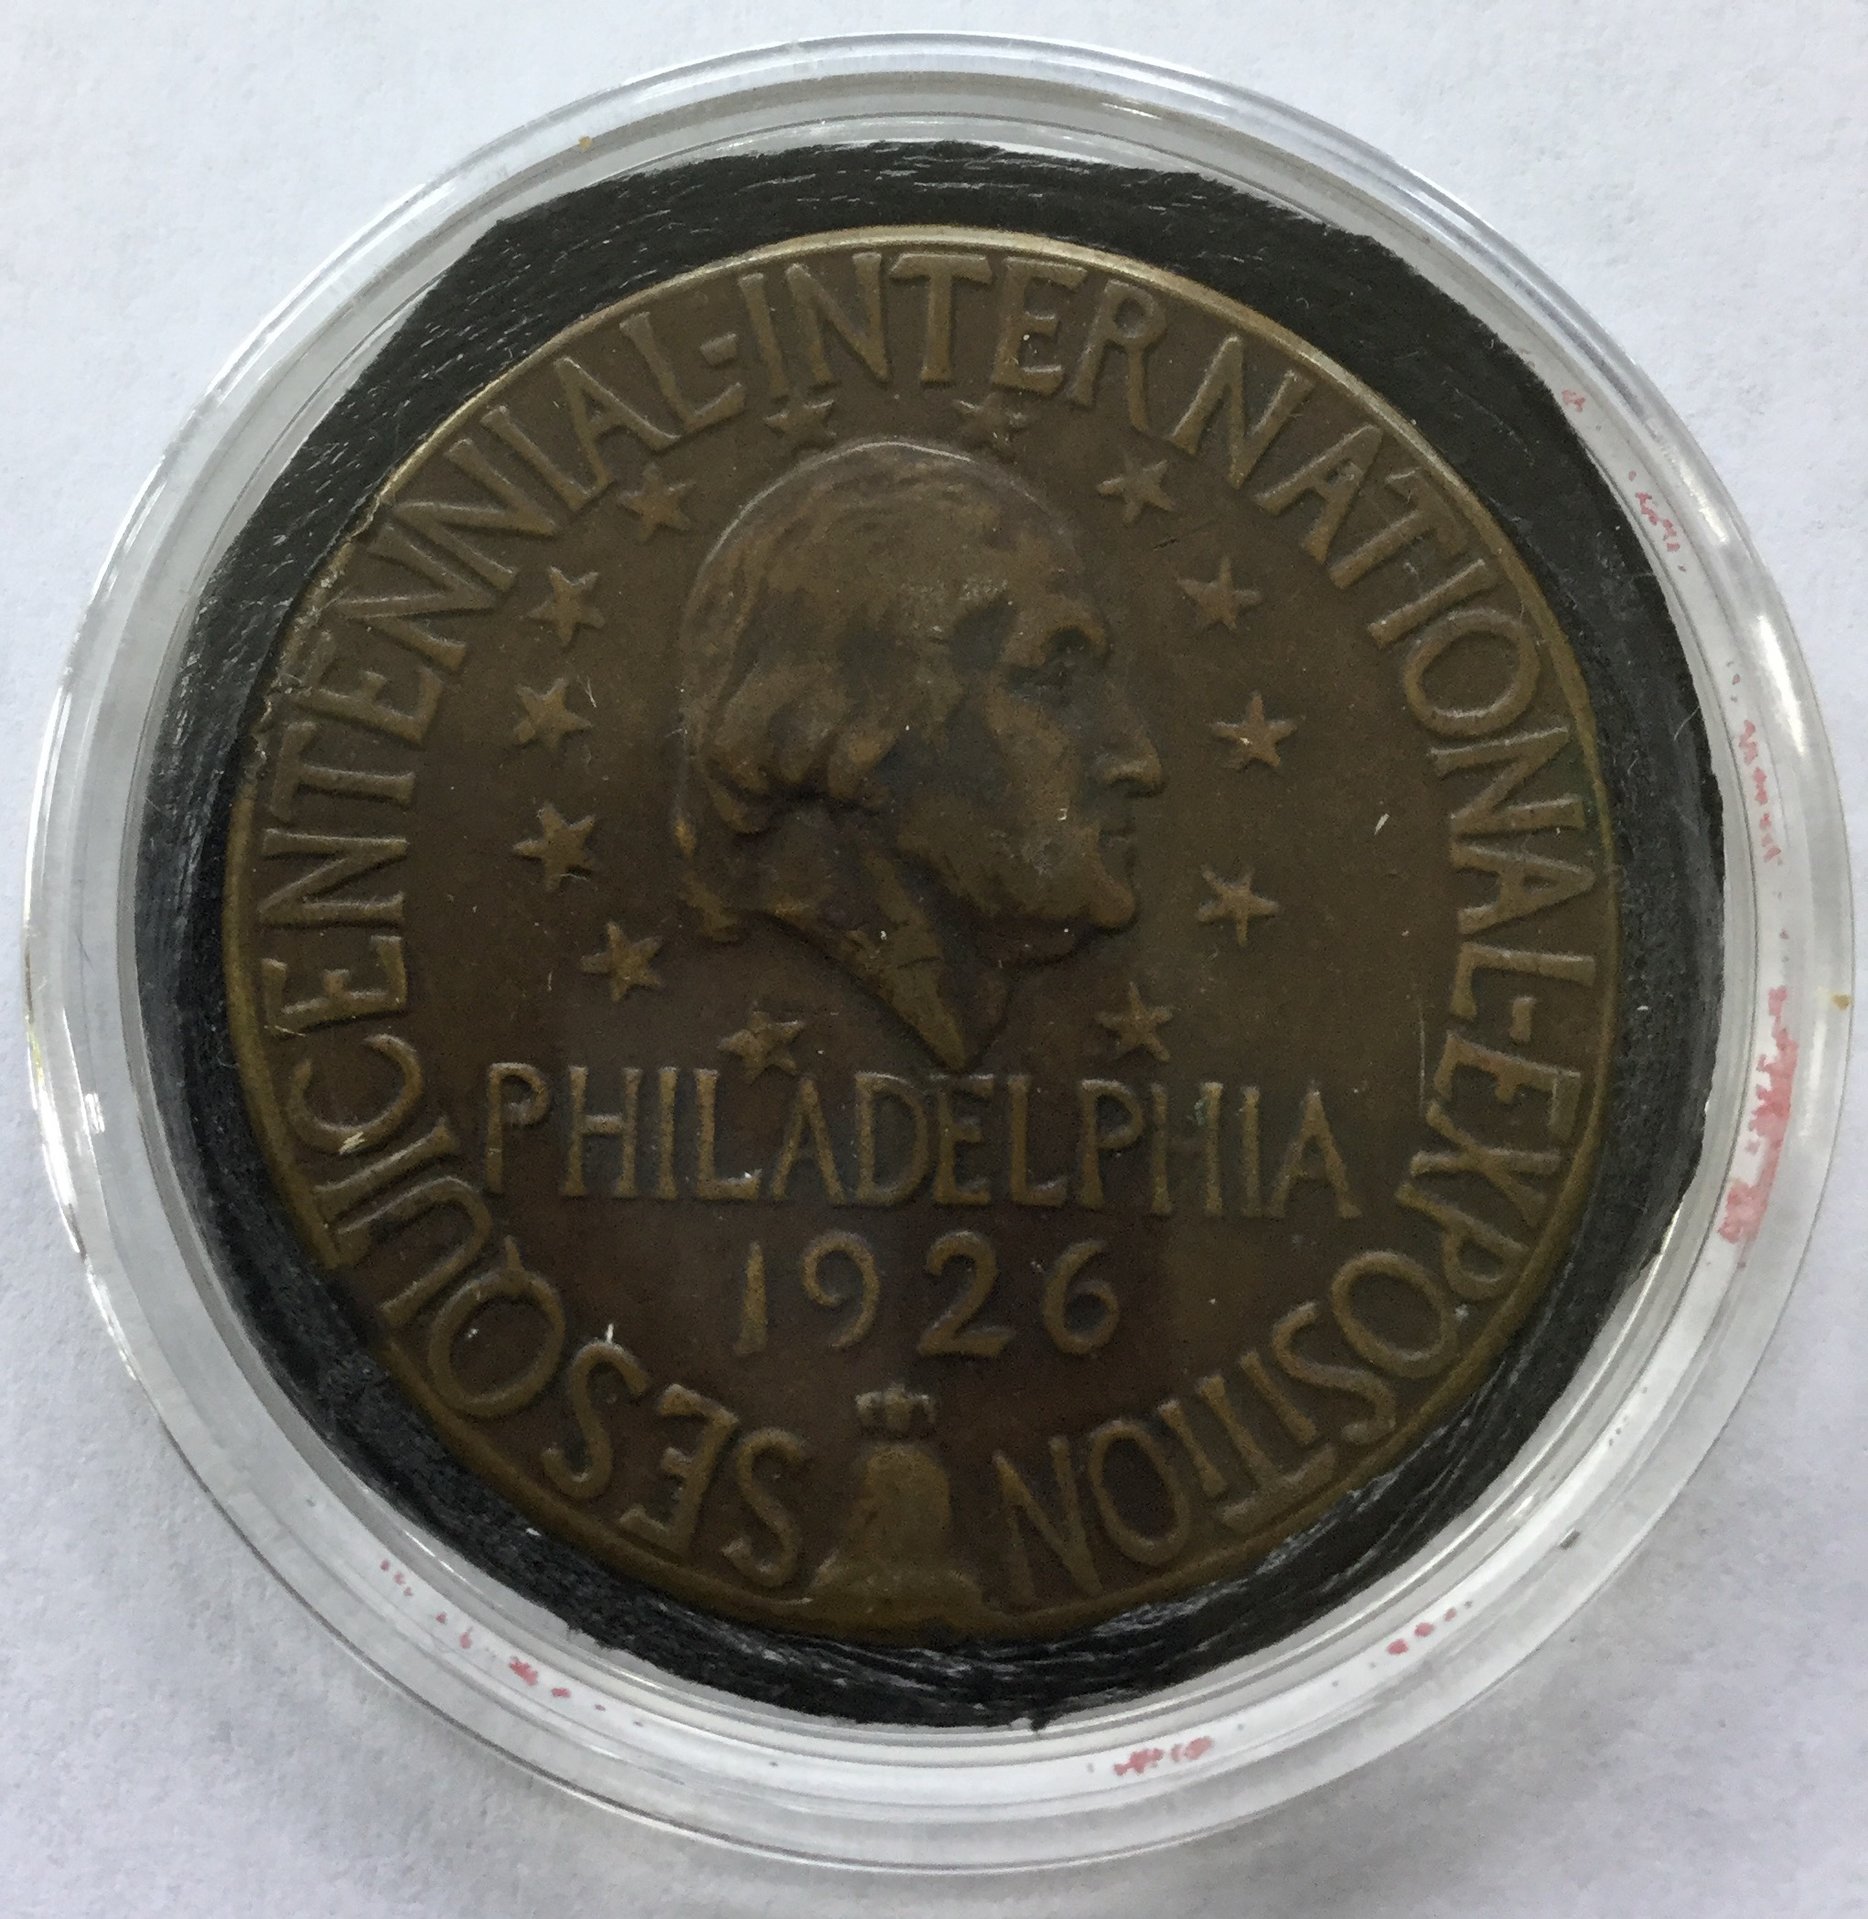 SESQUICENTENNIAL-INTERNATIONAL-EXPOSITION
PHILADELPHIA
1926